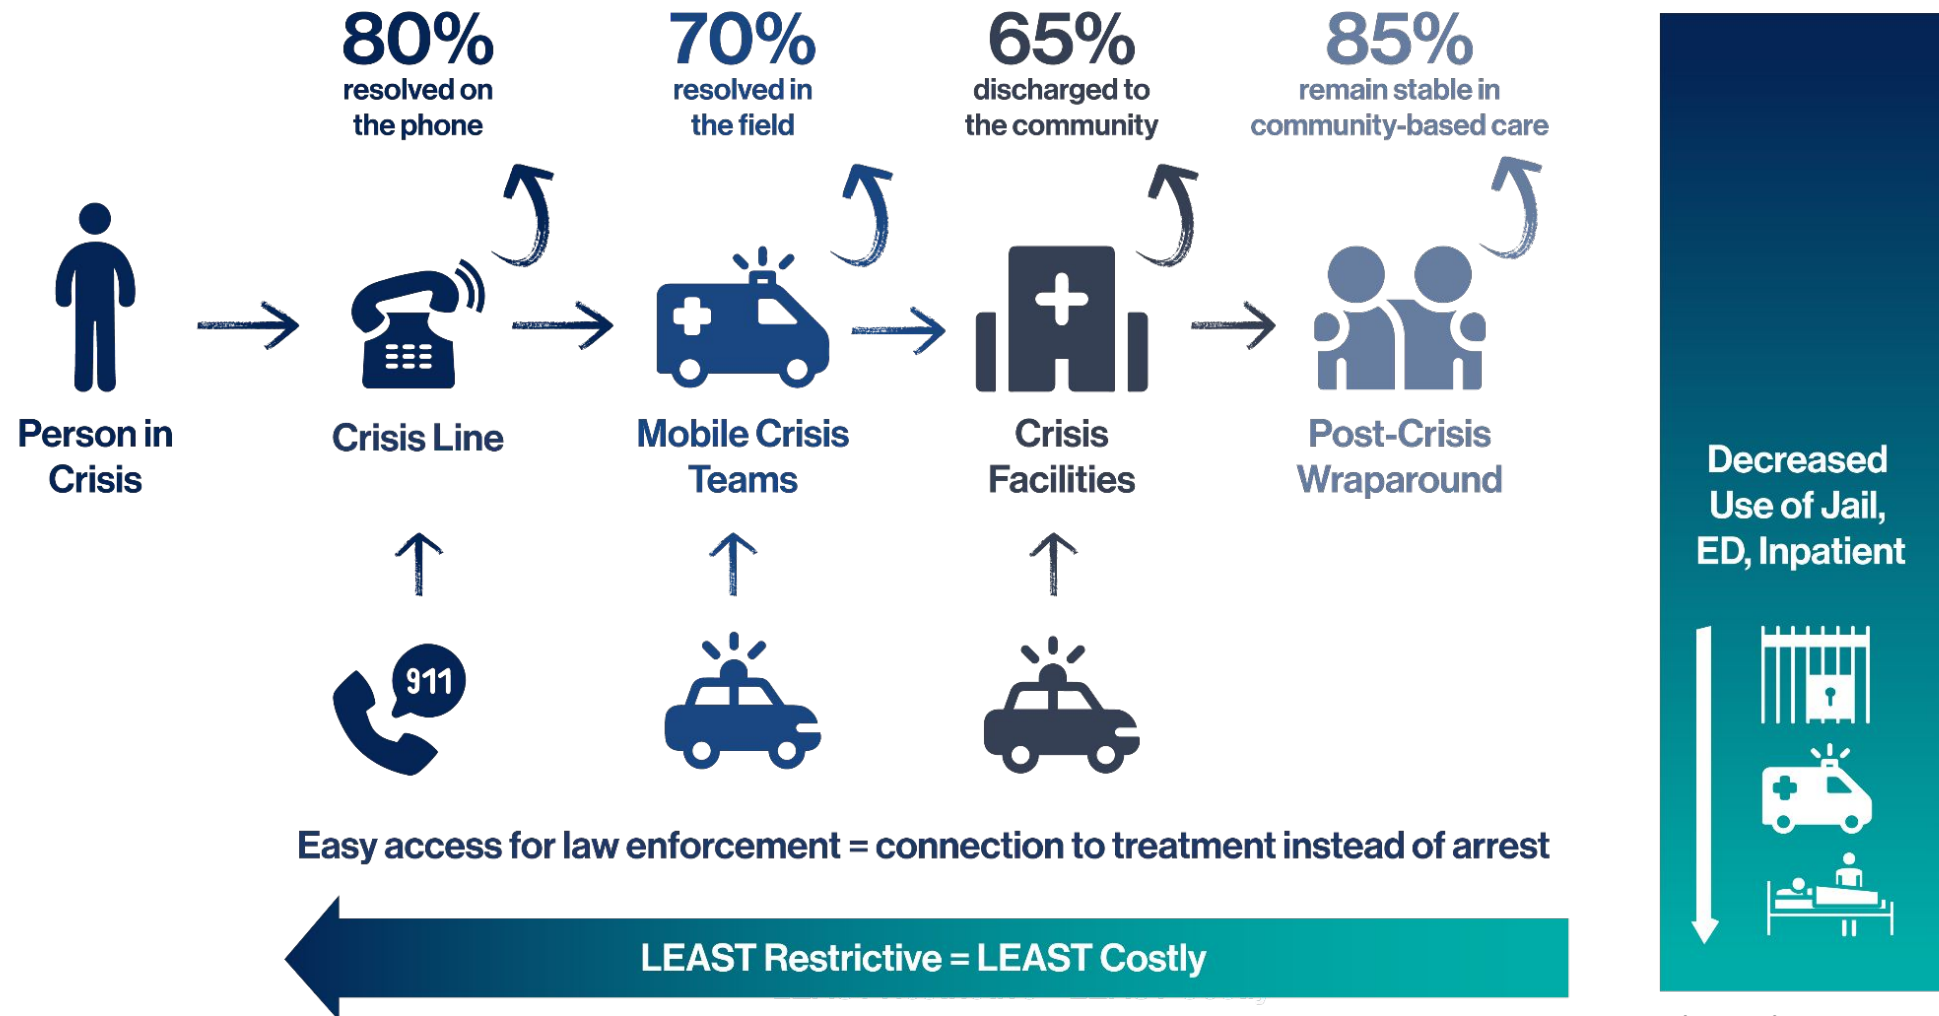 80%
resolved on
the phone
70%
resolved in
the field
65%
discharged to
the community
85%
remain stable in
community-based care
Person in
Crisis
Crisis Line
Mobile Crisis
Teams
Crisis
Facilities
Post-Crisis
Wraparound
911
Easy access for law enforcement = connection to treatment instead of arrest
LEAST Restrictive = LEAST Costly
Decreased
Use of Jail,
ED, Inpatient